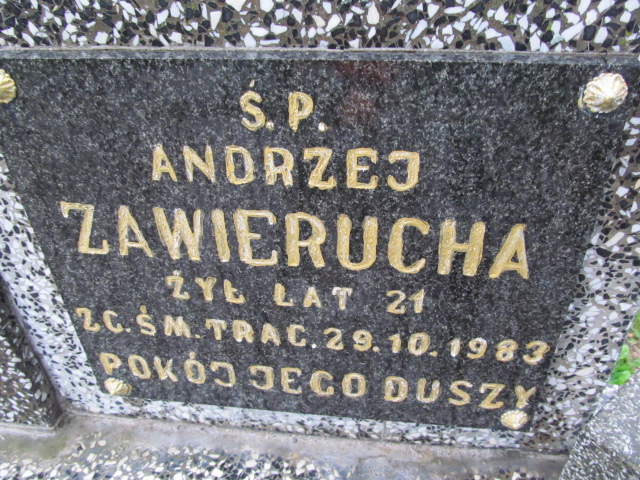 Ś.P.
ANDRZEJ
ZAWIERUCHA
ŻYŁ LAT 21
ZG. ŚM. TRAG. 29.10.1983
POKÓJ JEGO DUSZY